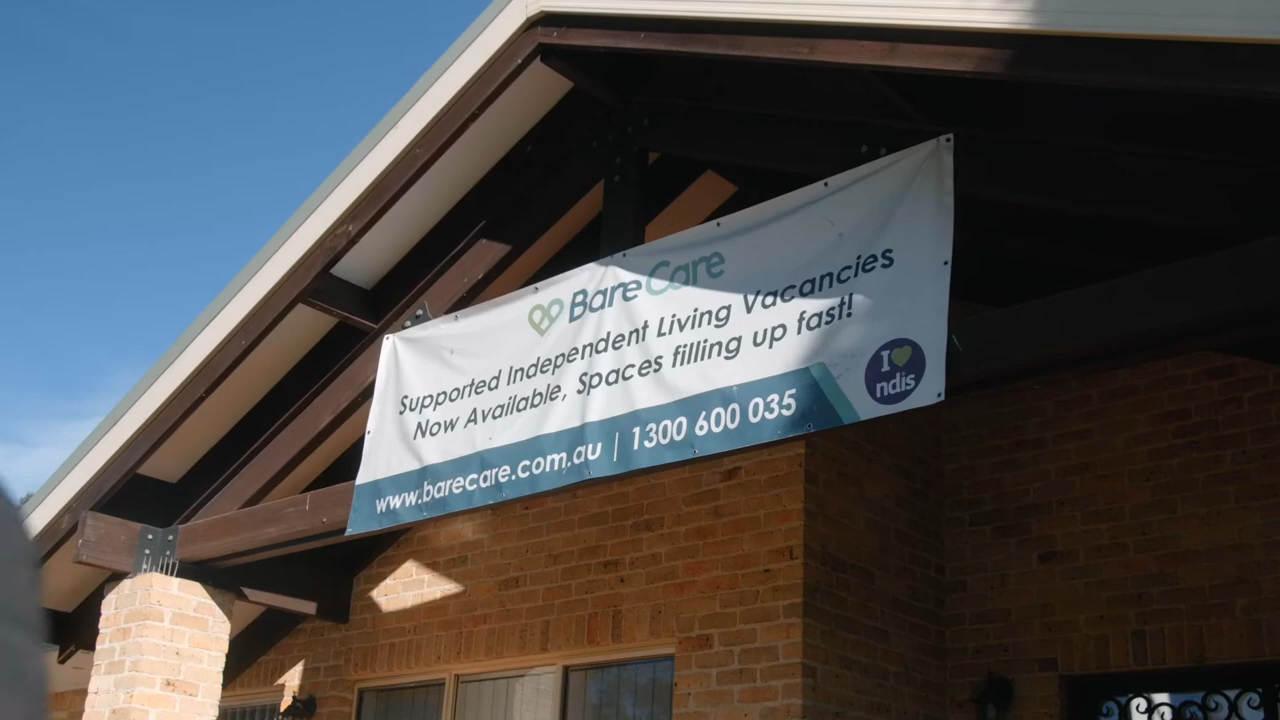 BareCare
Supported Independent Living Vacancies
Now Available, Spaces filling up fast!
www.barecare.com.au | 1300 600 035
I
ndis